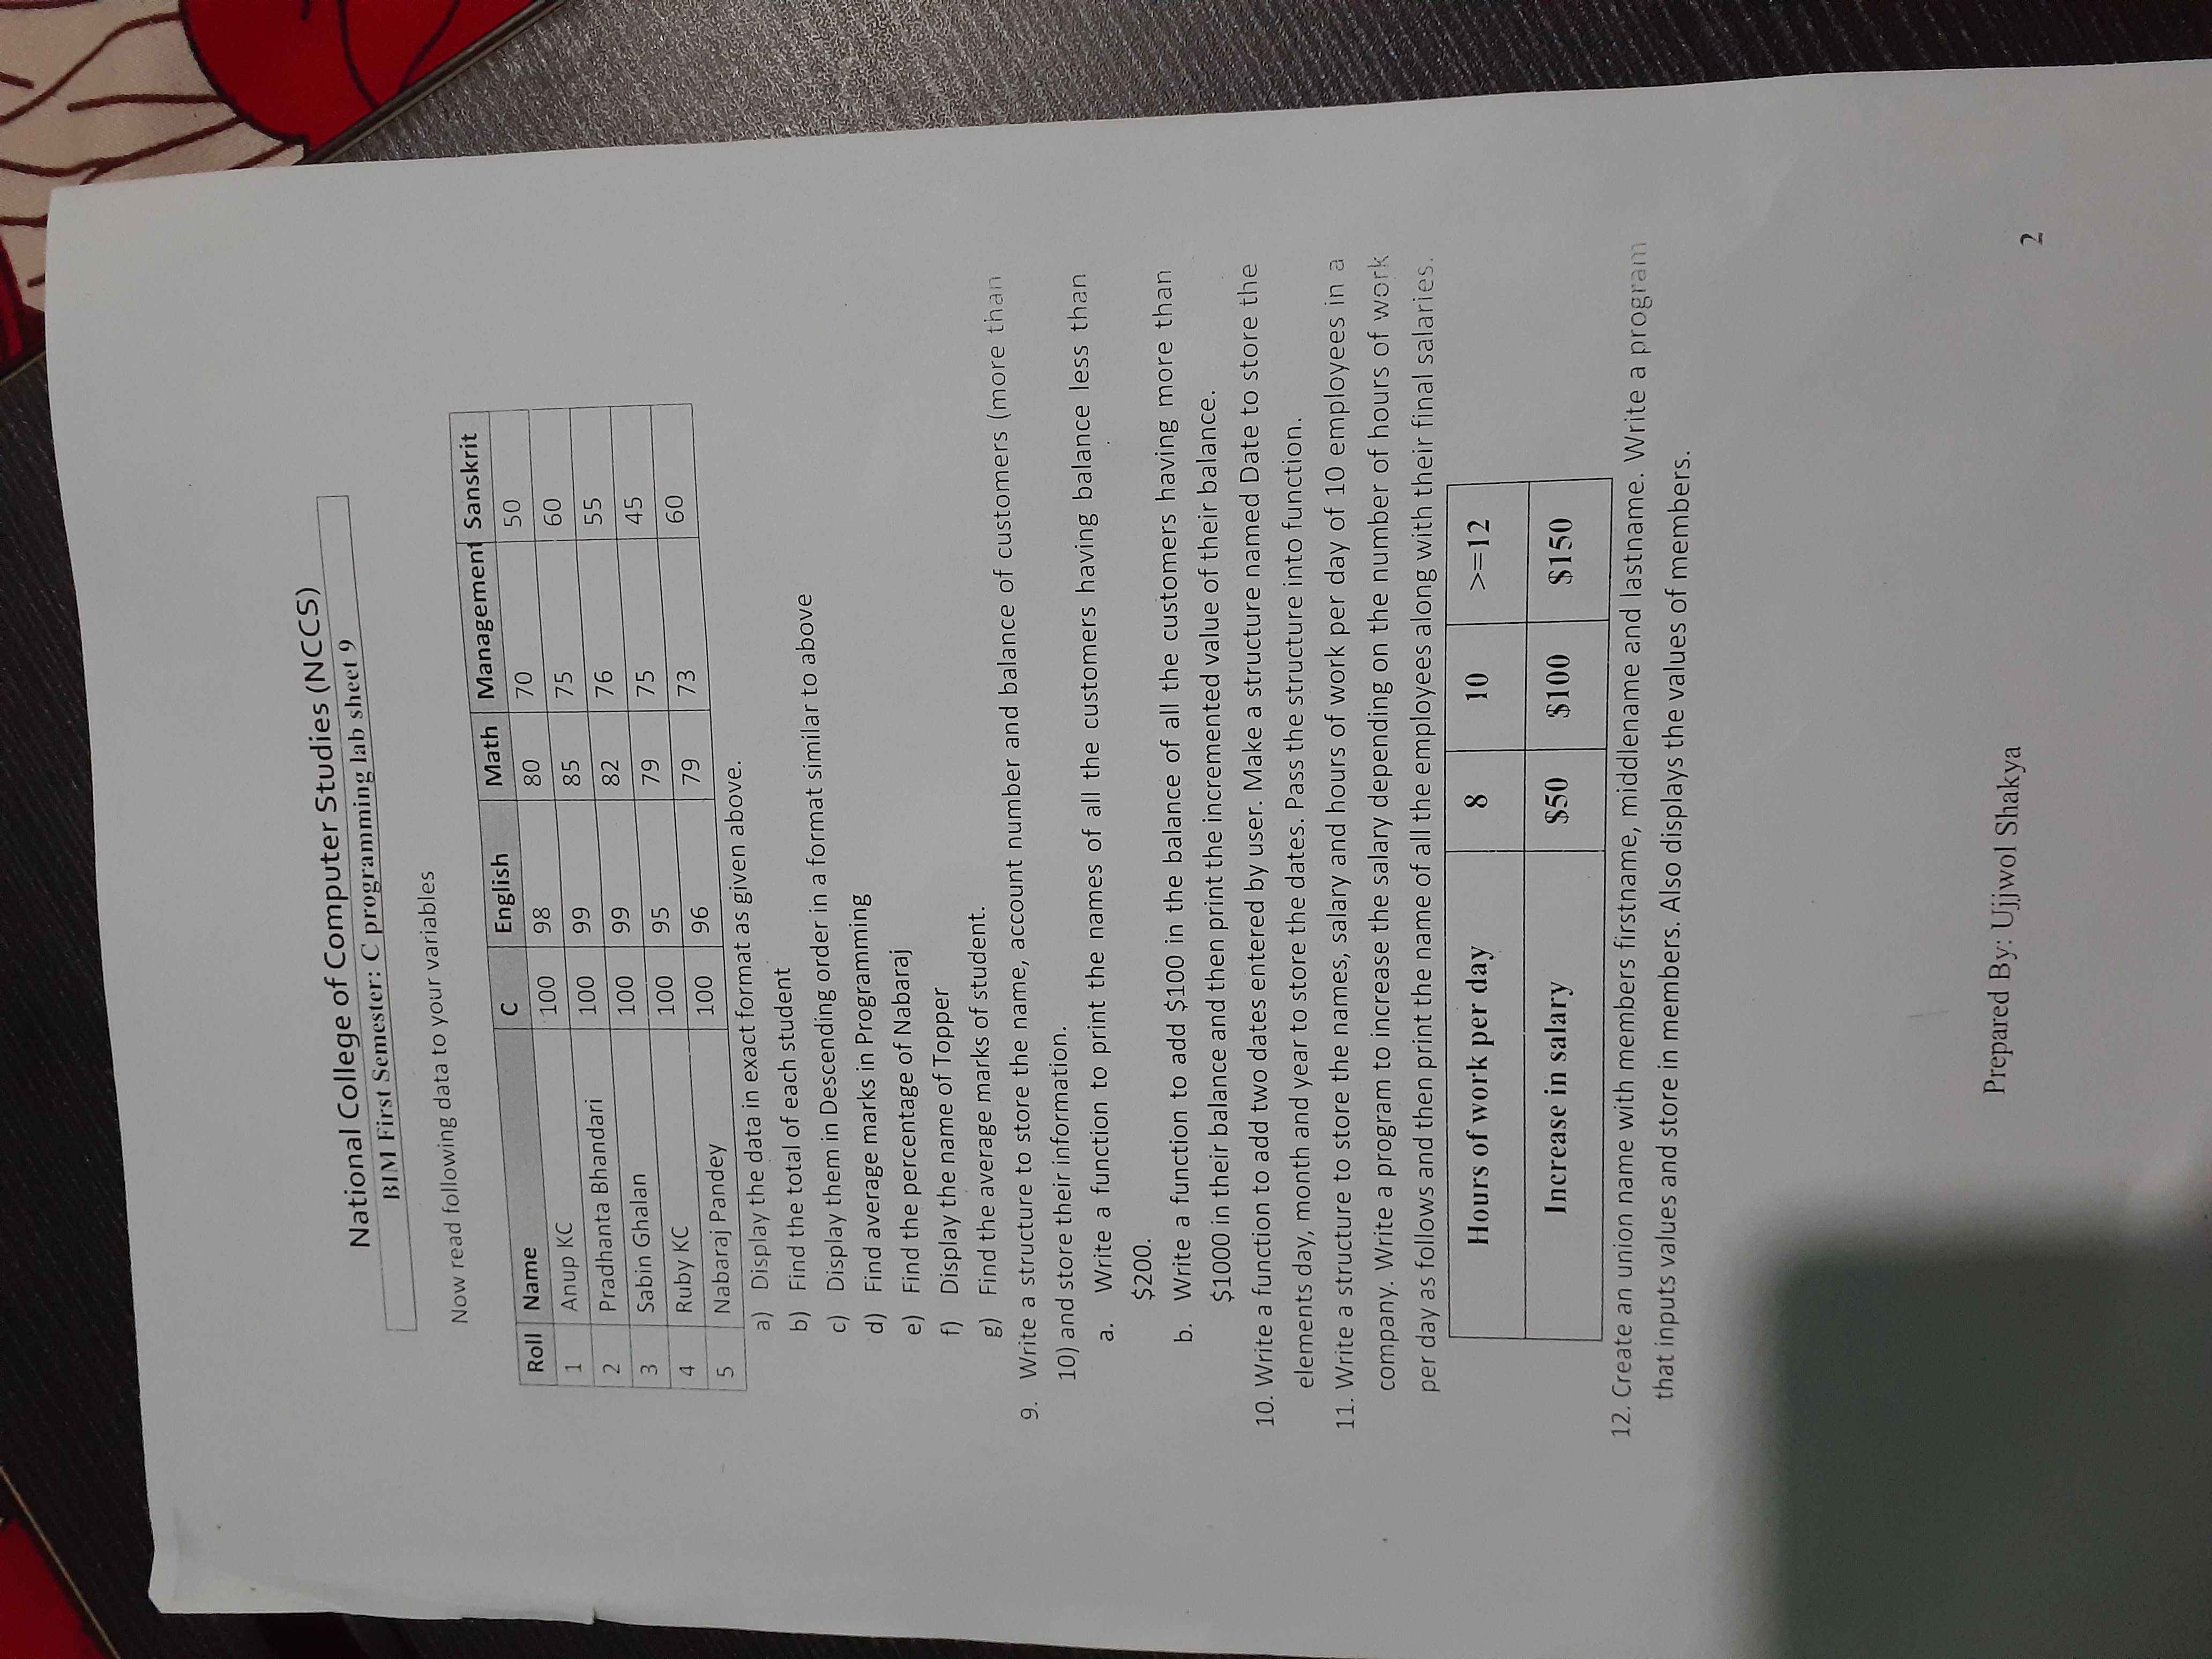 National College of Computer Studies (NCCS)
BIM First Semester: C programming lab sheet 9
Now read following data to your variables
Roll Name C English Math Management Sanskrit
1 Anup KC 100 98 80 70 50
2 Pradhanta Bhandari 100 99 85 75 60
3 Sabin Ghalan 100 99 82 76 55
4 Ruby KC 100 95 79 75 45
5 Nabaraj Pandey 100 96 79 73 60
a) Display the data in exact format as given above.
b) Find the total of each student
c) Display them in Descending order in a format similar to above
d) Find average marks in Programming
e) Find the percentage of Nabaraj
f) Display the name of Topper
g) Find the average marks of student.
9. Write a structure to store the name, account number and balance of customers (more than
10) and store their information.
a. Write a function to print the names of all the customers having balance less than
$200.
b. Write a function to add $100 in the balance of all the customers having more than
$1000 in their balance and then print the incremented value of their balance.
10. Write a function to add two dates entered by user. Make a structure named Date to store the
elements day, month and year to store the dates. Pass the structure into function.
11. Write a structure to store the names, salary and hours of work per day of 10 employees in a
company. Write a program to increase the salary depending on the number of hours of work
per day as follows and then print the name of all the employees along with their final salaries.
Hours of work per day 8 10 >=12
Increase in salary $50 $100 $150
12. Create an union name with members firstname, middlename and lastname. Write a program
that inputs values and store in members. Also displays the values of members.
Prepared By: Ujjwol Shakya
2